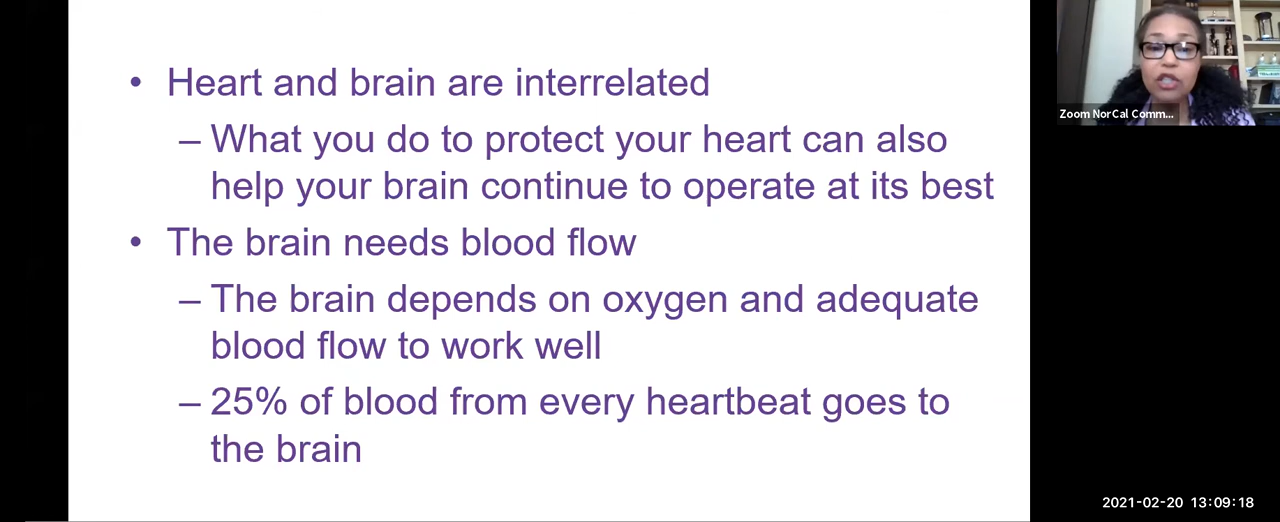 • Heart and brain are interrelated
– What you do to protect your heart can also
help your brain continue to operate at its best
• The brain needs blood flow
– The brain depends on oxygen and adequate
blood flow to work well
– 25% of blood from every heartbeat goes to
the brain
Zoom NorCal Comm...
2021-02-20 13:09:18